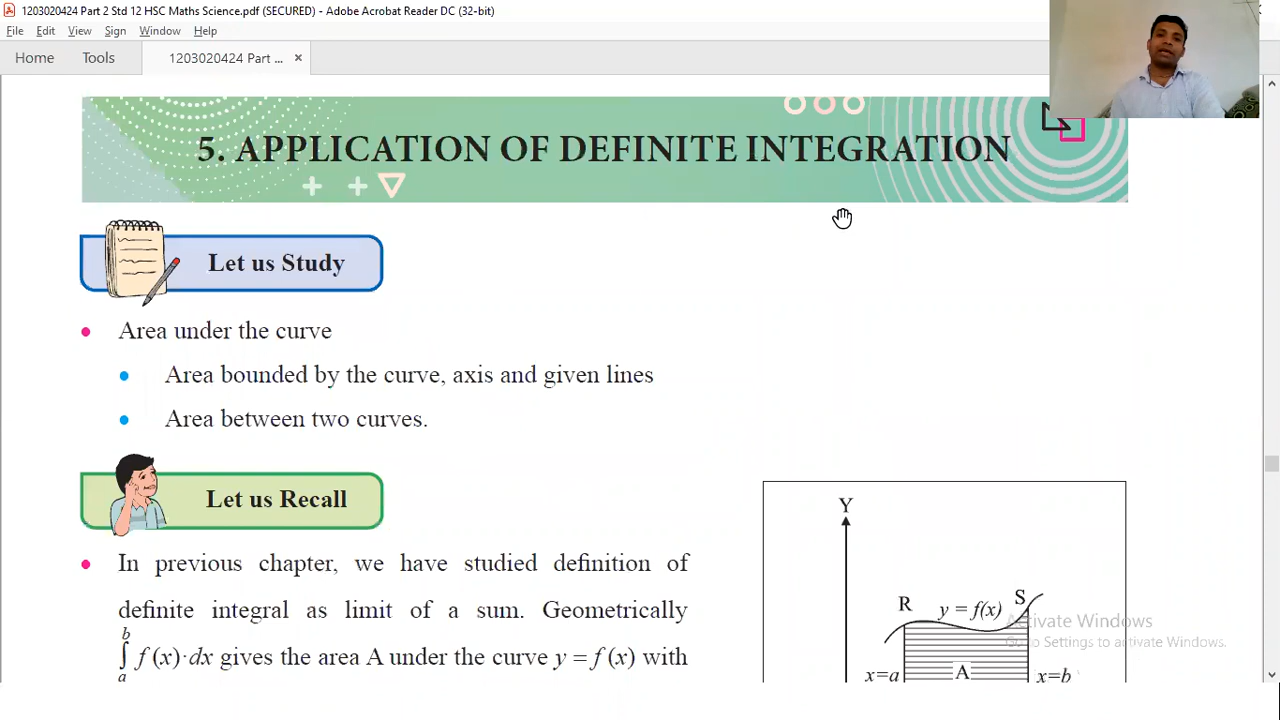 1203020424 Part 2 Std 12 HSC Maths Science.pdf (SECURED) - Adobe Acrobat Reader DC (32-bit)
File Edit View Sign Window Help
Home Tools 1203020424 Part ... ×
5. APPLICATION OF DEFINITE INTEGRATION
Let us Study
• Area under the curve
• Area bounded by the curve, axis and given lines
• Area between two curves.
Let us Recall
• In previous chapter, we have studied definition of
definite integral as limit of a sum. Geometrically
b
∫ f (x)·dx gives the area A under the curve y = f (x) with
a
Y
R y = f(x) S
x=a A x=b
Activate Windows
Go to Settings to activate Windows.